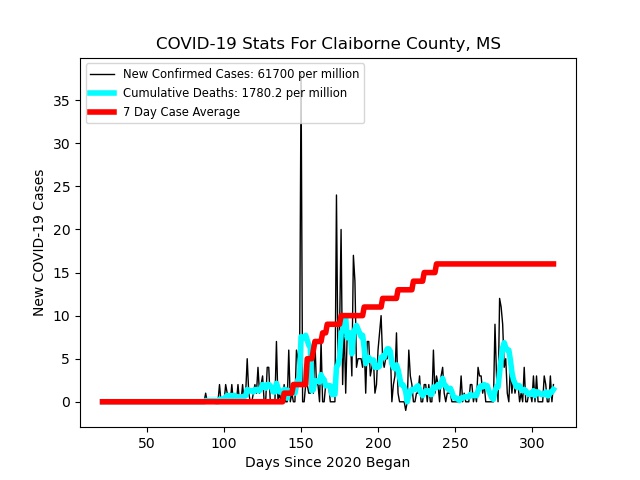 COVID-19 Stats For Claiborne County, MS
New Confirmed Cases: 61700 per million
Cumulative Deaths: 1780.2 per million
7 Day Case Average
New COVID-19 Cases
35
30
25
20
15
10
5
0
50 100 150 200 250 300
Days Since 2020 Began